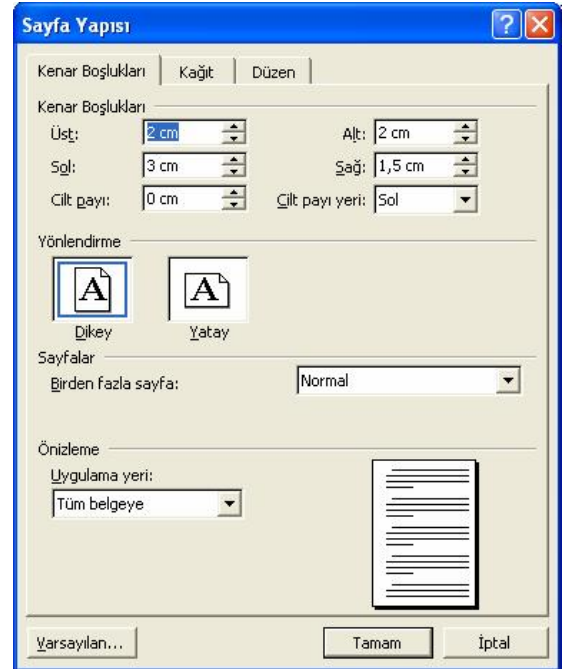 Sayfa Yapısı
Kenar Boşlukları Kağıt Düzen
Kenar Boşlukları
Üst: 2 cm Alt: 2 cm
Sol: 3 cm Sağ: 1,5 cm
Cilt payı: 0 cm Cilt payı yeri: Sol
Yönlendirme
A A
Dikey Yatay
Sayfalar
Birden fazla sayfa: Normal
Önizleme
Uygulama yeri:
Tüm belgeye
Varsayılan... Tamam İptal